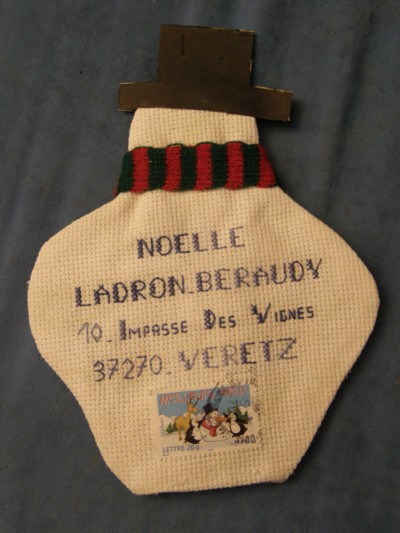 NOELLE
LADRON.BERAUDY
10. IMPASSE DES VIGNES
37270. VERETZ
LETTRE 20g